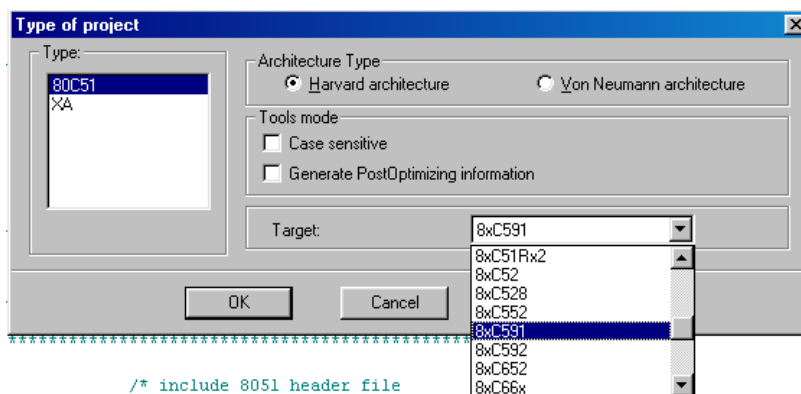 Type of project
Type:
80C51
XA
Architecture Type
Harvard architecture
Von Neumann architecture
Tools mode
Case sensitive
Generate PostOptimizing information
Target:
8xC591
8xC51Rx2
8xC52
8xC528
8xC552
8xC591
8xC592
8xC652
8xC66x
OK
Cancel
/* include 8051 header file